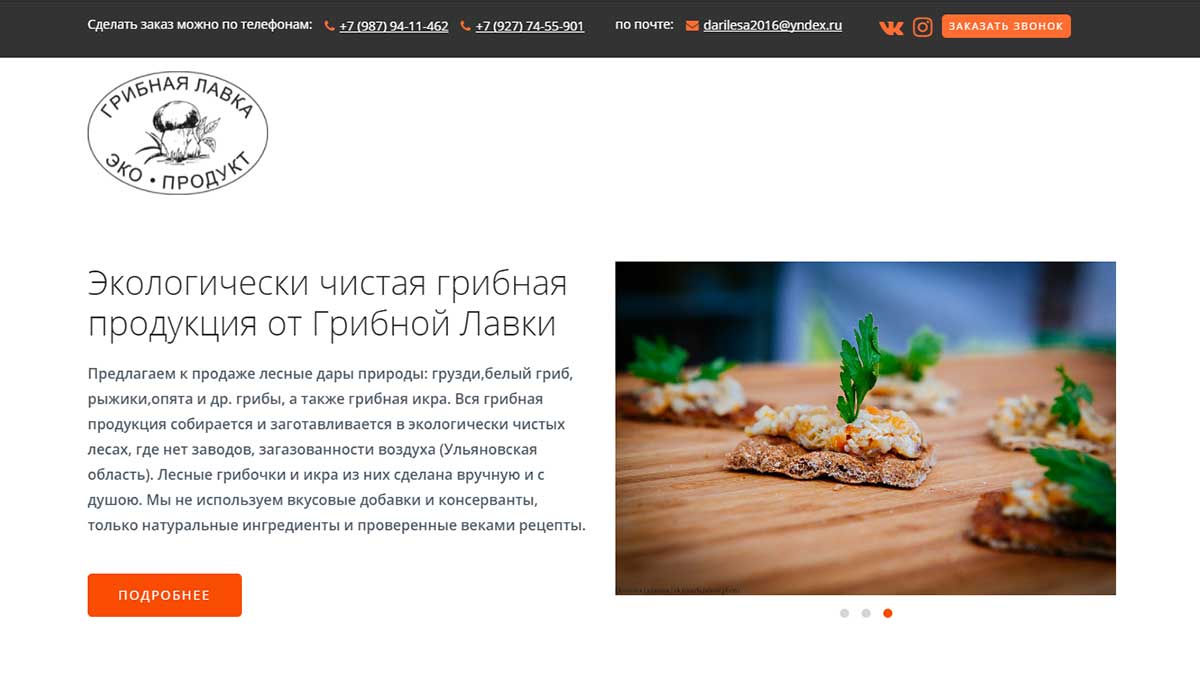 Сделать заказ можно по телефонам: +7 (987) 94-11-462 +7 (927) 74-55-901 по почте: darilesa2016@yndex.ru ЗАКАЗАТЬ ЗВОНОК
ГРИБНАЯ ЛАВКА
ЭКО • ПРОДУКТ
Экологически чистая грибная
продукция от Грибной Лавки
Предлагаем к продаже лесные дары природы: грузди,белый гриб,
рыжики,опята и др. грибы, а также грибная икра. Вся грибная
продукция собирается и заготавливается в экологически чистых
лесах, где нет заводов, загазованности воздуха (Ульяновская
область). Лесные грибочки и икра из них сделана вручную и с
душою. Мы не используем вкусовые добавки и консерванты,
только натуральные ингредиенты и проверенные веками рецепты.
ПОДРОБНЕЕ